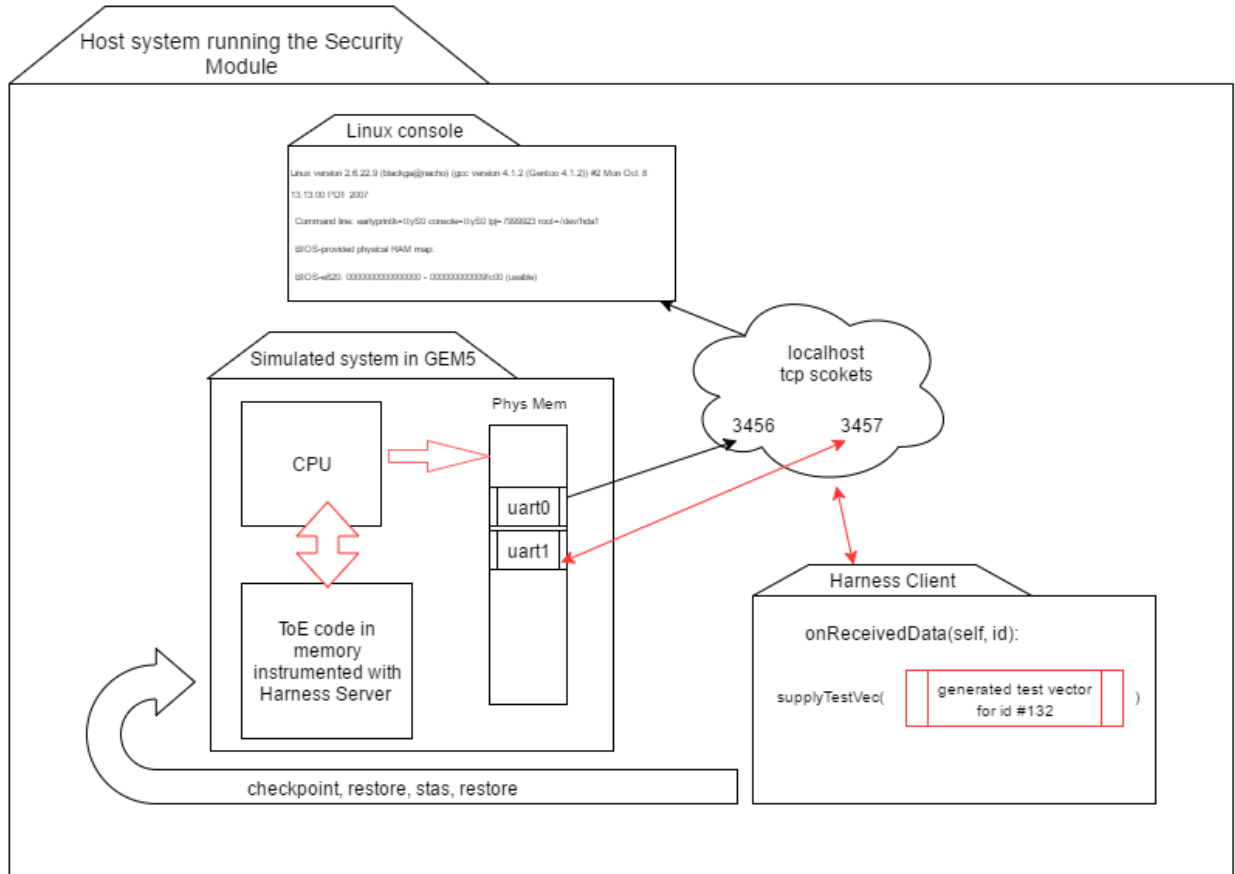 Host system running the Security
Module
Linux console
Linux version 2.6.22.9 (blackga@nacho) (gcc version 4.1.2 (Gentoo 4.1.2)) #2 Mon Oct 8
13:13:00 PDT 2007
Command line: earlyprintk=ttyS0 console=ttyS0 lpj=7999923 root=/dev/hda1
BIOS-provided physical RAM map:
BIOS-e820: 0000000000000000 - 000000000009fc00 (usable)
localhost
tcp scokets
3456 3457
Simulated system in GEM5
Phys Mem
CPU
uart0
uart1
ToE code in
memory
instrumented with
Harness Server
Harness Client
onReceivedData(self, id):
supplyTestVec(
generated test vector
for id #132
)
checkpoint, restore, stas, restore